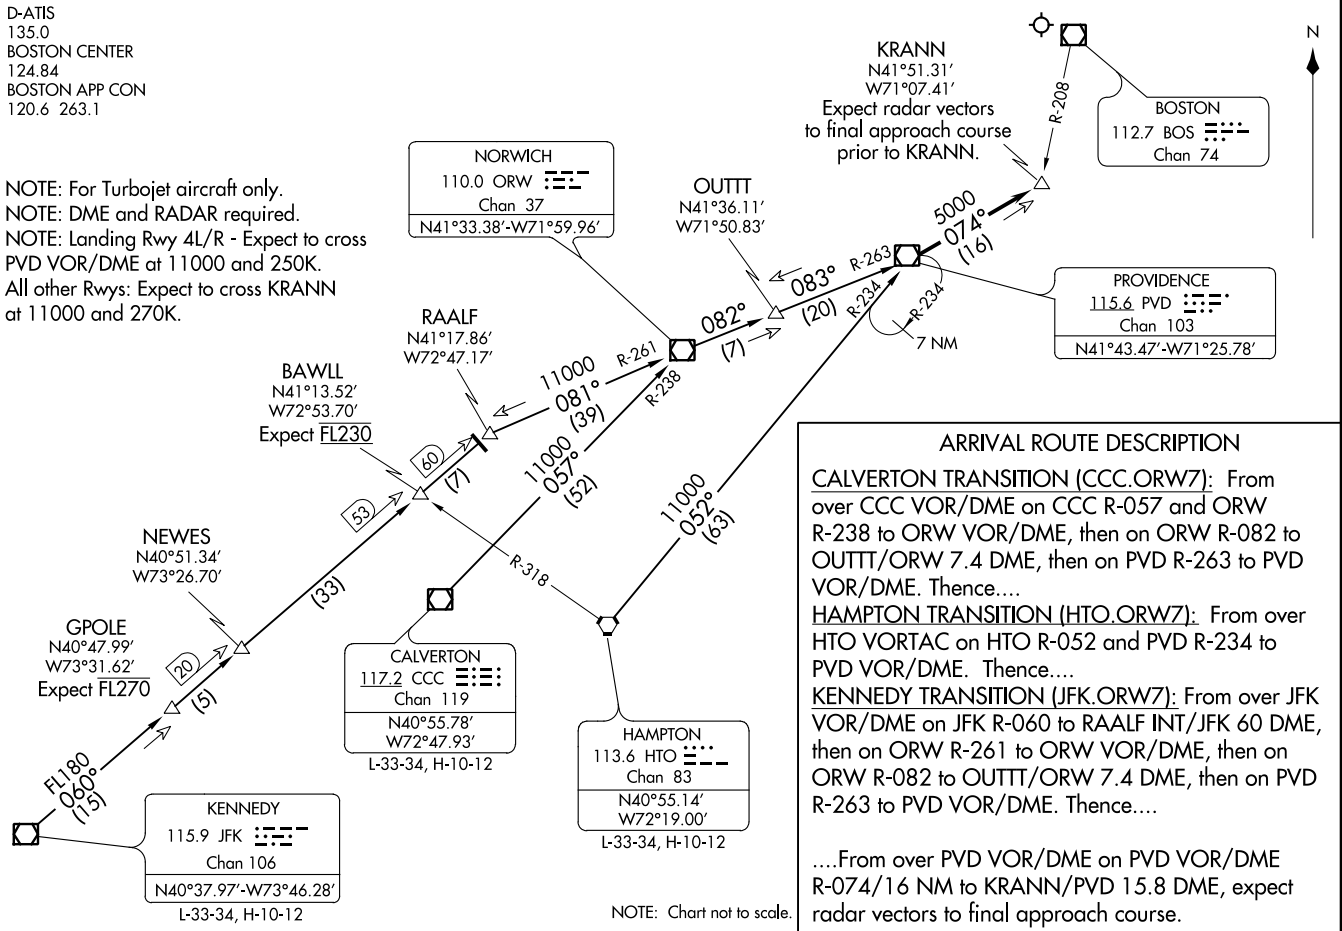 D-ATIS
135.0
BOSTON CENTER
124.84
BOSTON APP CON
120.6 263.1
NOTE: For Turbojet aircraft only.
NOTE: DME and RADAR required.
NOTE: Landing Rwy 4L/R - Expect to cross
PVD VOR/DME at 11000 and 250K.
All other Rwys: Expect to cross KRANN
at 11000 and 270K.
N
KRANN
N41°51.31′
W71°07.41′
Expect radar vectors
to final approach course
prior to KRANN.
R-208
BOSTON
112.7 BOS
Chan 74
NORWICH
110.0 ORW
Chan 37
N41°33.38′-W71°59.96′
OUTTT
N41°36.11′
W71°50.83′
5000
074°
(16)
R-263
083°
(20)
R-234
R-234
7 NM
PROVIDENCE
115.6 PVD
Chan 103
N41°43.47′-W71°25.78′
082°
(7)
RAALF
N41°17.86′
W72°47.17′
R-261
11000
081°
(39)
R-238
BAWLL
N41°13.52′
W72°53.70′
Expect FL230
60
(7)
11000
057°
(52)
11000
052°
(63)
53
NEWES
N40°51.34′
W73°26.70′
(33)
R-318
GPOLE
N40°47.99′
W73°31.62′
Expect FL270
20
(5)
CALVERTON
117.2 CCC
Chan 119
N40°55.78′
W72°47.93′
L-33-34, H-10-12
HAMPTON
113.6 HTO
Chan 83
N40°55.14′
W72°19.00′
L-33-34, H-10-12
FL180
060°
(15)
KENNEDY
115.9 JFK
Chan 106
N40°37.97′-W73°46.28′
L-33-34, H-10-12
NOTE: Chart not to scale.
ARRIVAL ROUTE DESCRIPTION
CALVERTON TRANSITION (CCC.ORW7): From
over CCC VOR/DME on CCC R-057 and ORW
R-238 to ORW VOR/DME, then on ORW R-082 to
OUTTT/ORW 7.4 DME, then on PVD R-263 to PVD
VOR/DME. Thence....
HAMPTON TRANSITION (HTO.ORW7): From over
HTO VORTAC on HTO R-052 and PVD R-234 to
PVD VOR/DME. Thence....
KENNEDY TRANSITION (JFK.ORW7): From over JFK
VOR/DME on JFK R-060 to RAALF INT/JFK 60 DME,
then on ORW R-261 to ORW VOR/DME, then on
ORW R-082 to OUTTT/ORW 7.4 DME, then on PVD
R-263 to PVD VOR/DME. Thence....
....From over PVD VOR/DME on PVD VOR/DME
R-074/16 NM to KRANN/PVD 15.8 DME, expect
radar vectors to final approach course.